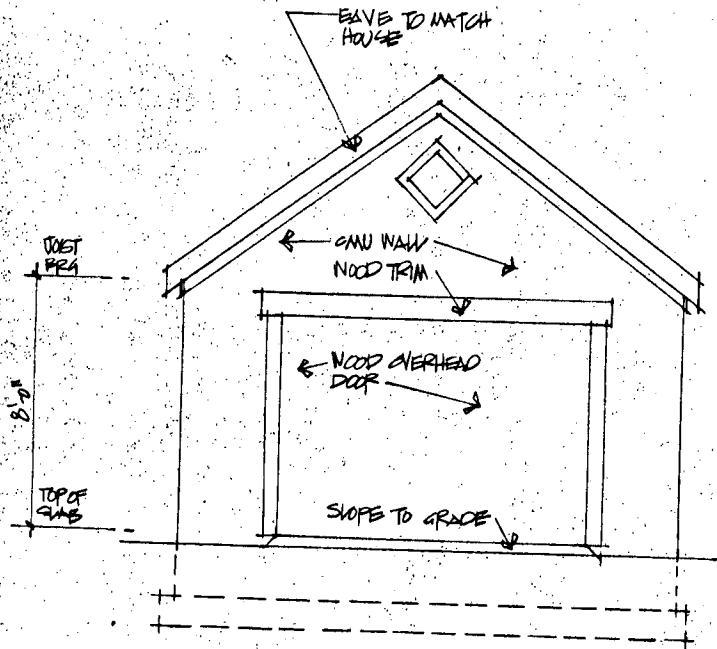 EAVE TO MATCH
HOUSE
JOIST
BRG
CMU WALL
WOOD TRIM
WOOD OVERHEAD
DOOR
8'0"
TOP OF
SLAB
SLOPE TO GRADE